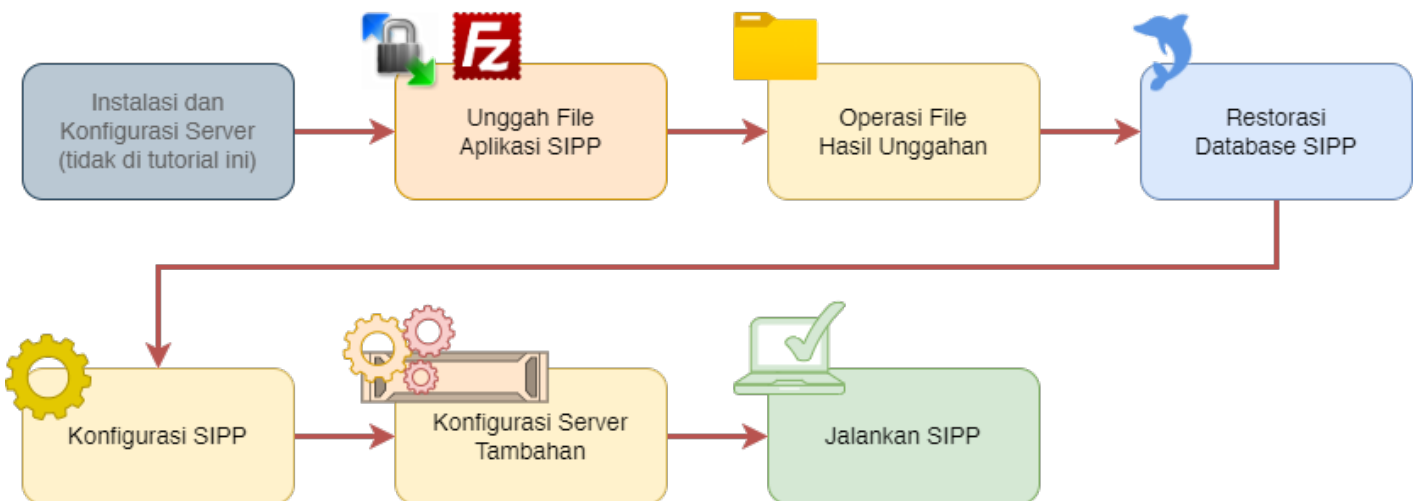 Instalasi dan
Konfigurasi Server
(tidak di tutorial ini)
Fz
Unggah File
Aplikasi SIPP
Operasi File
Hasil Unggahan
Restorasi
Database SIPP
Konfigurasi SIPP
Konfigurasi Server
Tambahan
Jalankan SIPP